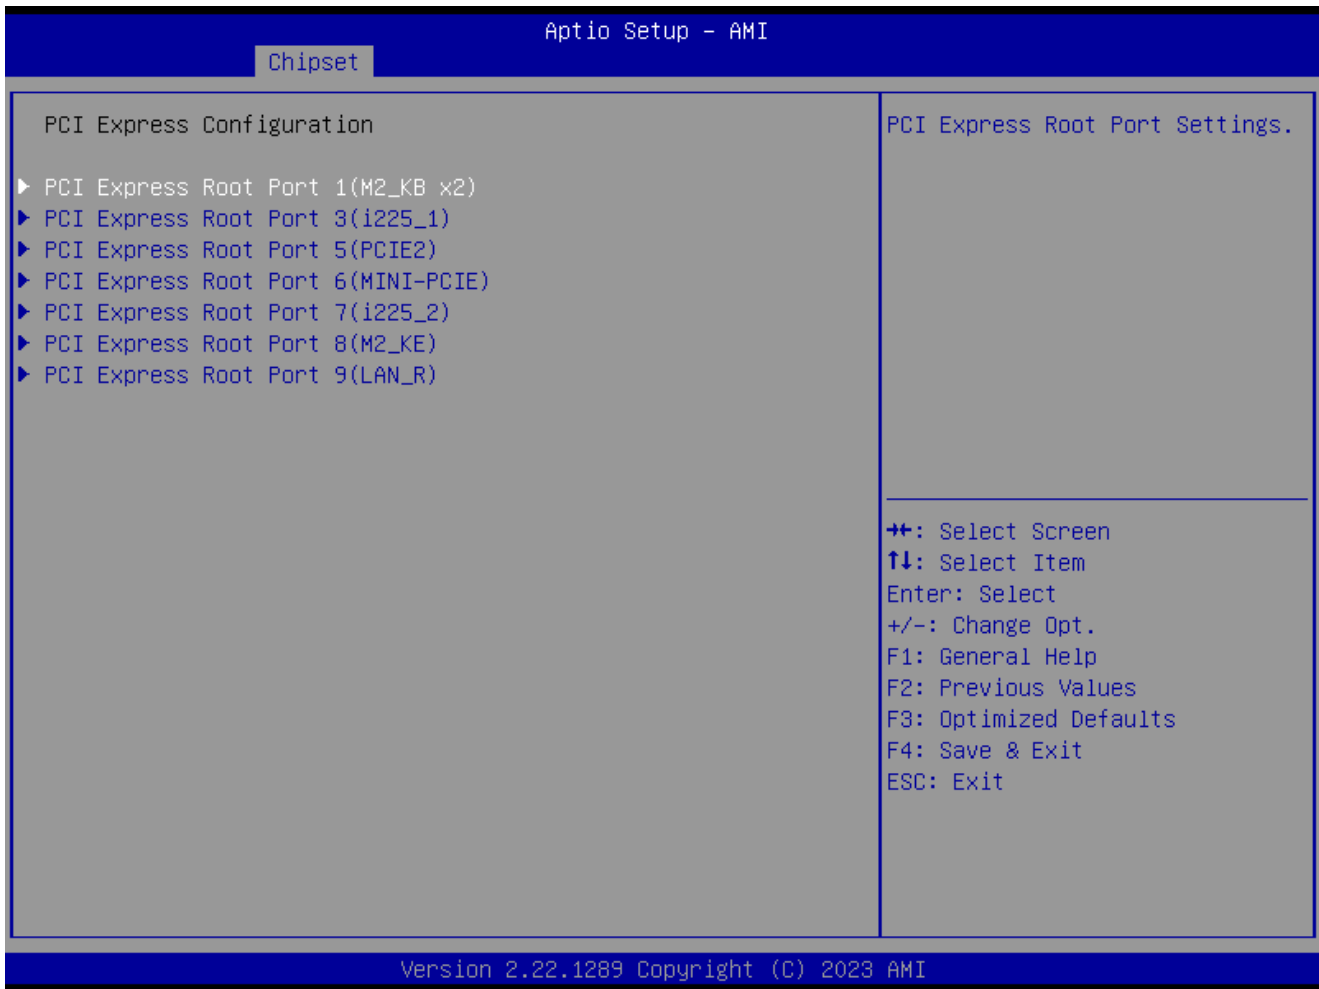 Aptio Setup – AMI
Chipset
PCI Express Configuration
PCI Express Root Port 1(M2_KB x2)
PCI Express Root Port 3(i225_1)
PCI Express Root Port 5(PCIE2)
PCI Express Root Port 6(MINI-PCIE)
PCI Express Root Port 7(i225_2)
PCI Express Root Port 8(M2_KE)
PCI Express Root Port 9(LAN_R)
PCI Express Root Port Settings.
→←: Select Screen
↑↓: Select Item
Enter: Select
+/-: Change Opt.
F1: General Help
F2: Previous Values
F3: Optimized Defaults
F4: Save & Exit
ESC: Exit
Version 2.22.1289 Copyright (C) 2023 AMI